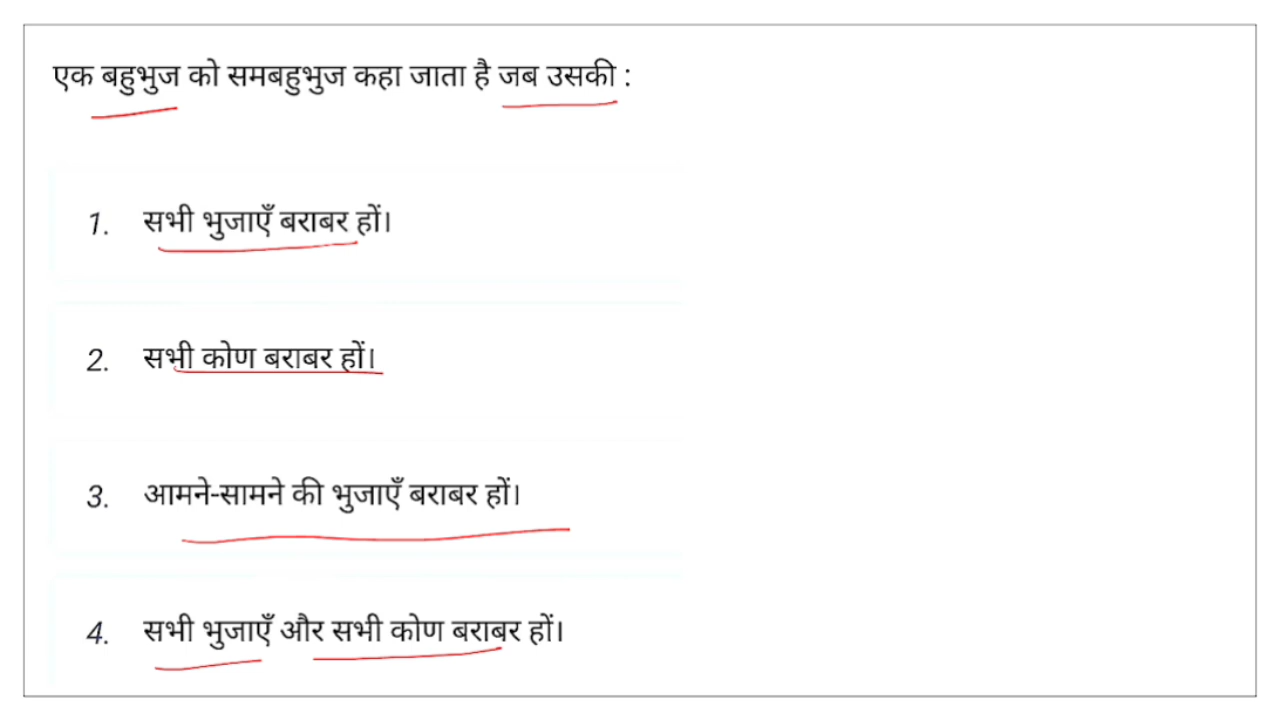 एक बहुभुज को समबहुभुज कहा जाता है जब उसकी :
1. सभी भुजाएँ बराबर हों।
2. सभी कोण बराबर हों।
3. आमने-सामने की भुजाएँ बराबर हों।
4. सभी भुजाएँ और सभी कोण बराबर हों।